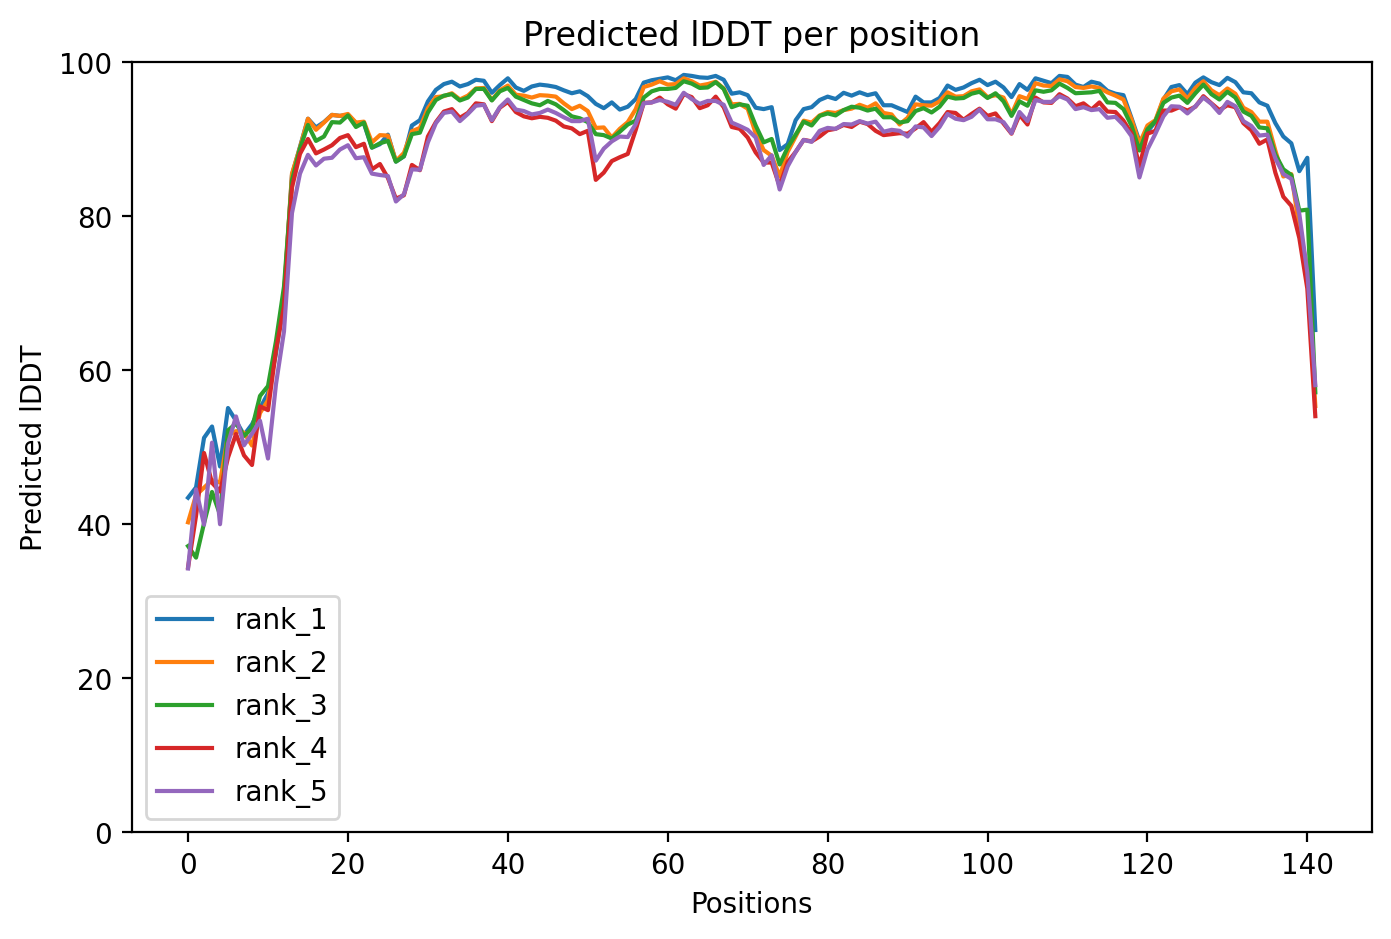 Predicted lDDT per position
100
80
60
40
20
0
Predicted lDDT
rank_1
rank_2
rank_3
rank_4
rank_5
0 20 40 60 80 100 120 140
Positions